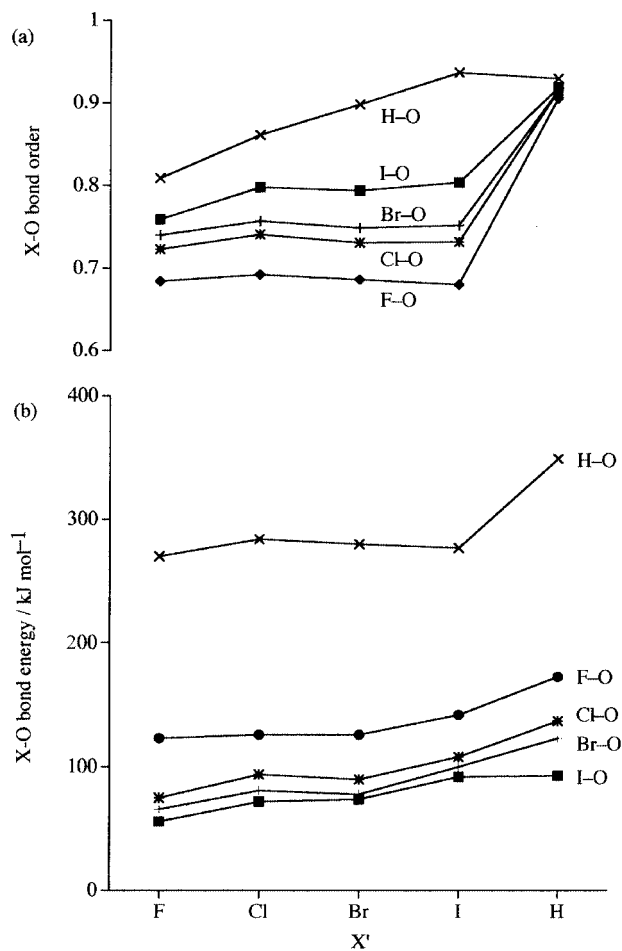 (a)
1
0.9
0.8
0.7
0.6
X-O bond order
H–O
I–O
Br–O
Cl–O
F–O
(b)
400
300
200
100
0
X-O bond energy / kJ mol⁻¹
H–O
F–O
Cl–O
Br–O
I–O
F Cl Br I H
X'